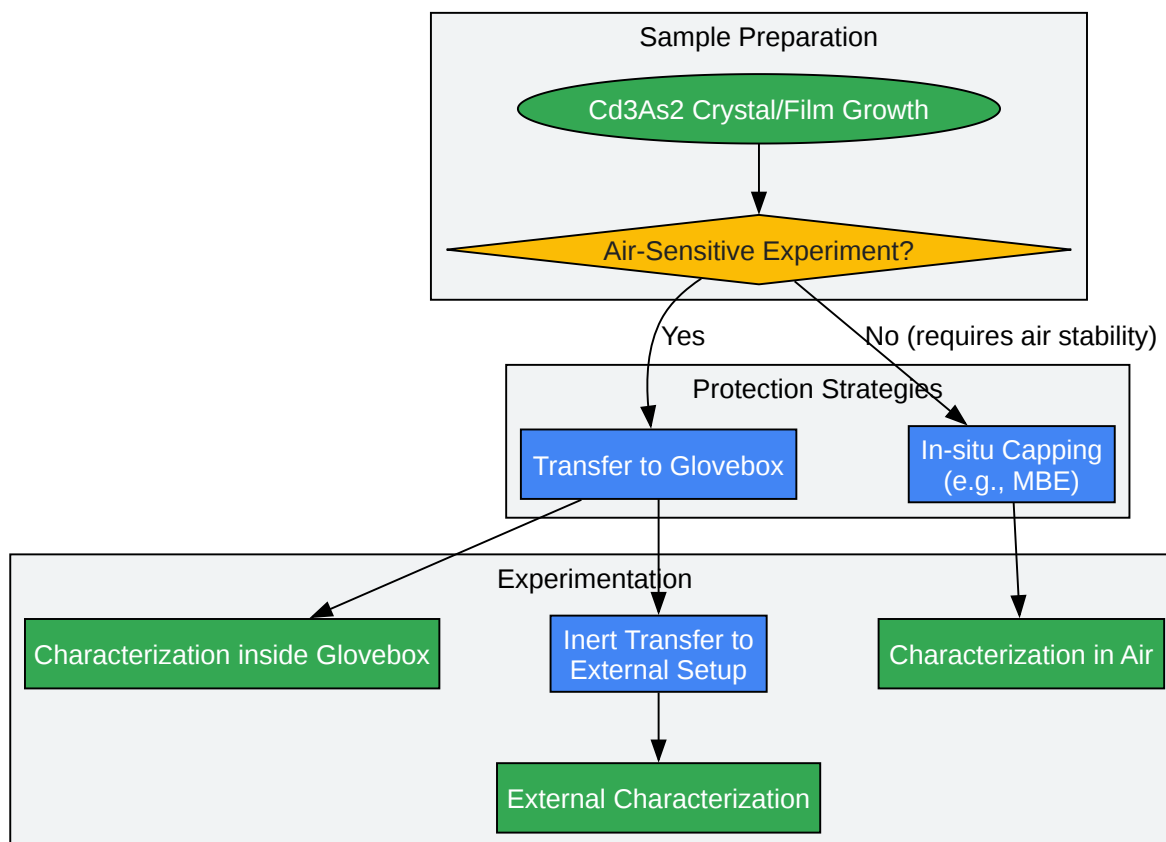 Sample Preparation
Cd3As2 Crystal/Film Growth
Air-Sensitive Experiment?
Yes
No (requires air stability)
Protection Strategies
Transfer to Glovebox
In-situ Capping
(e.g., MBE)
Experimentation
Characterization inside Glovebox
Inert Transfer to
External Setup
Characterization in Air
External Characterization